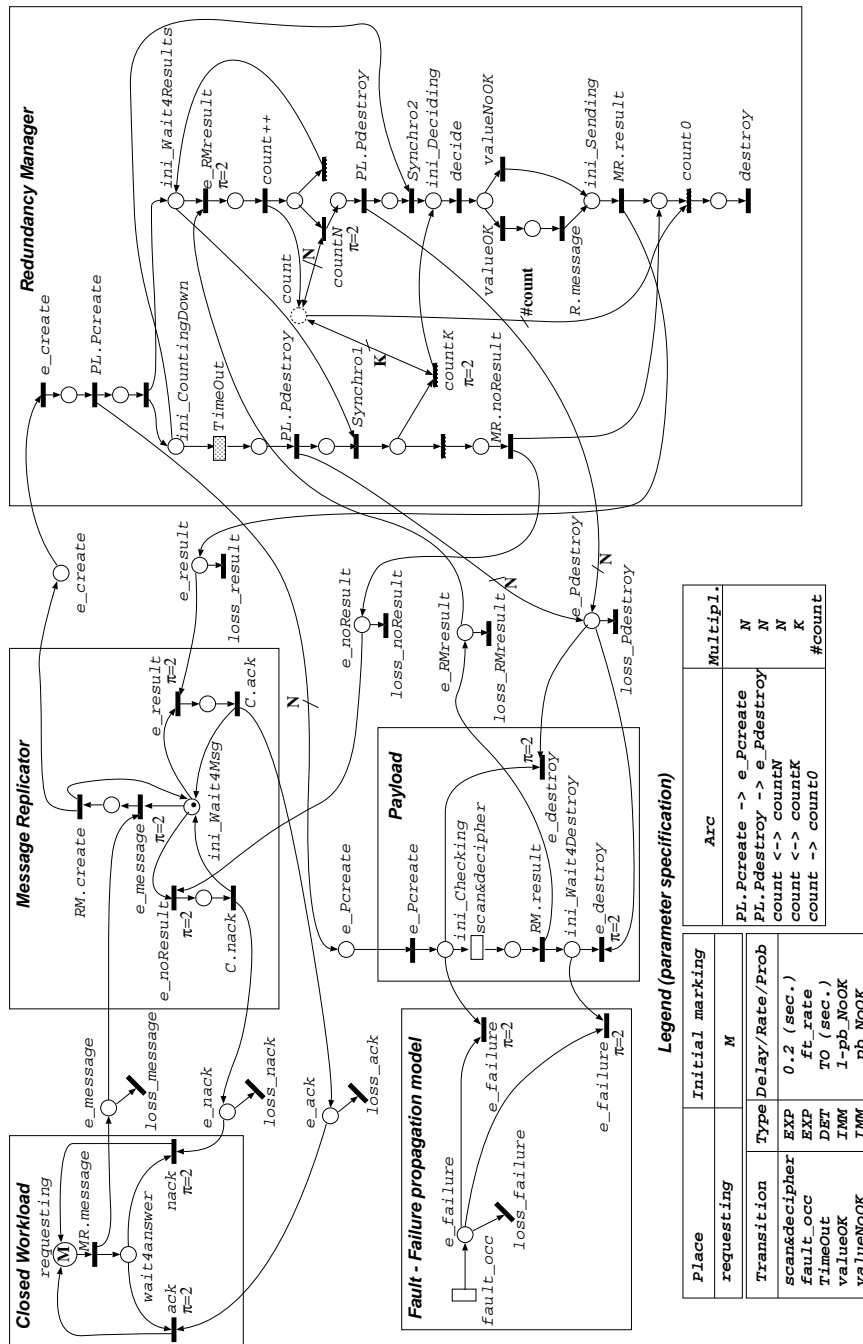 Closed Workload
requesting
M
MR.message
wait4answer
ack
π=2
nack
π=2
e_message
loss_message
e_nack
loss_nack
e_ack
loss_ack
Message Replicator
RM.create
e_message
π=2
e_noResult
π=2
C.nack
ini_Wait4Msg
e_result
π=2
C.ack
e_create
e_result
loss_result
e_noResult
loss_noResult
N
e_Pcreate
e_RMresult
loss_RMresult
N
N
e_Pdestroy
loss_Pdestroy
Redundancy Manager
e_create
PL.Pcreate
ini_CountingDown
TimeOut
PL.Pdestroy
Synchro1
K
countK
π=2
MR.noResult
ini_Wait4Results
e_RMresult
π=2
count++
count
N
countN
π=2
PL.Pdestroy
Synchro2
ini_Deciding
decide
valueOK
valueNoOK
R.message
#count
ini_Sending
MR.result
count0
destroy
Fault - Failure propagation model
e_failure
fault_occ
loss_failure
e_failure
π=2
e_failure
π=2
Payload
e_Pcreate
ini_Checking
scan&decipher
RM.result
ini_Wait4Destroy
e_destroy
π=2
π=2
e_destroy
Legend (parameter specification)
Place Initial marking
requesting M
Transition Type Delay/Rate/Prob
scan&decipher EXP 0.2 (sec.)
fault_occ EXP ft_rate
TimeOut DET TO (sec.)
valueOK IMM 1-pb_NoOK
valueNoOK IMM pb_NoOK
Arc Multipl.
PL.Pcreate -> e_Pcreate N
PL.Pdestroy -> e_Pdestroy N
count <-> countN N
count <-> countK K
count -> count0 #count